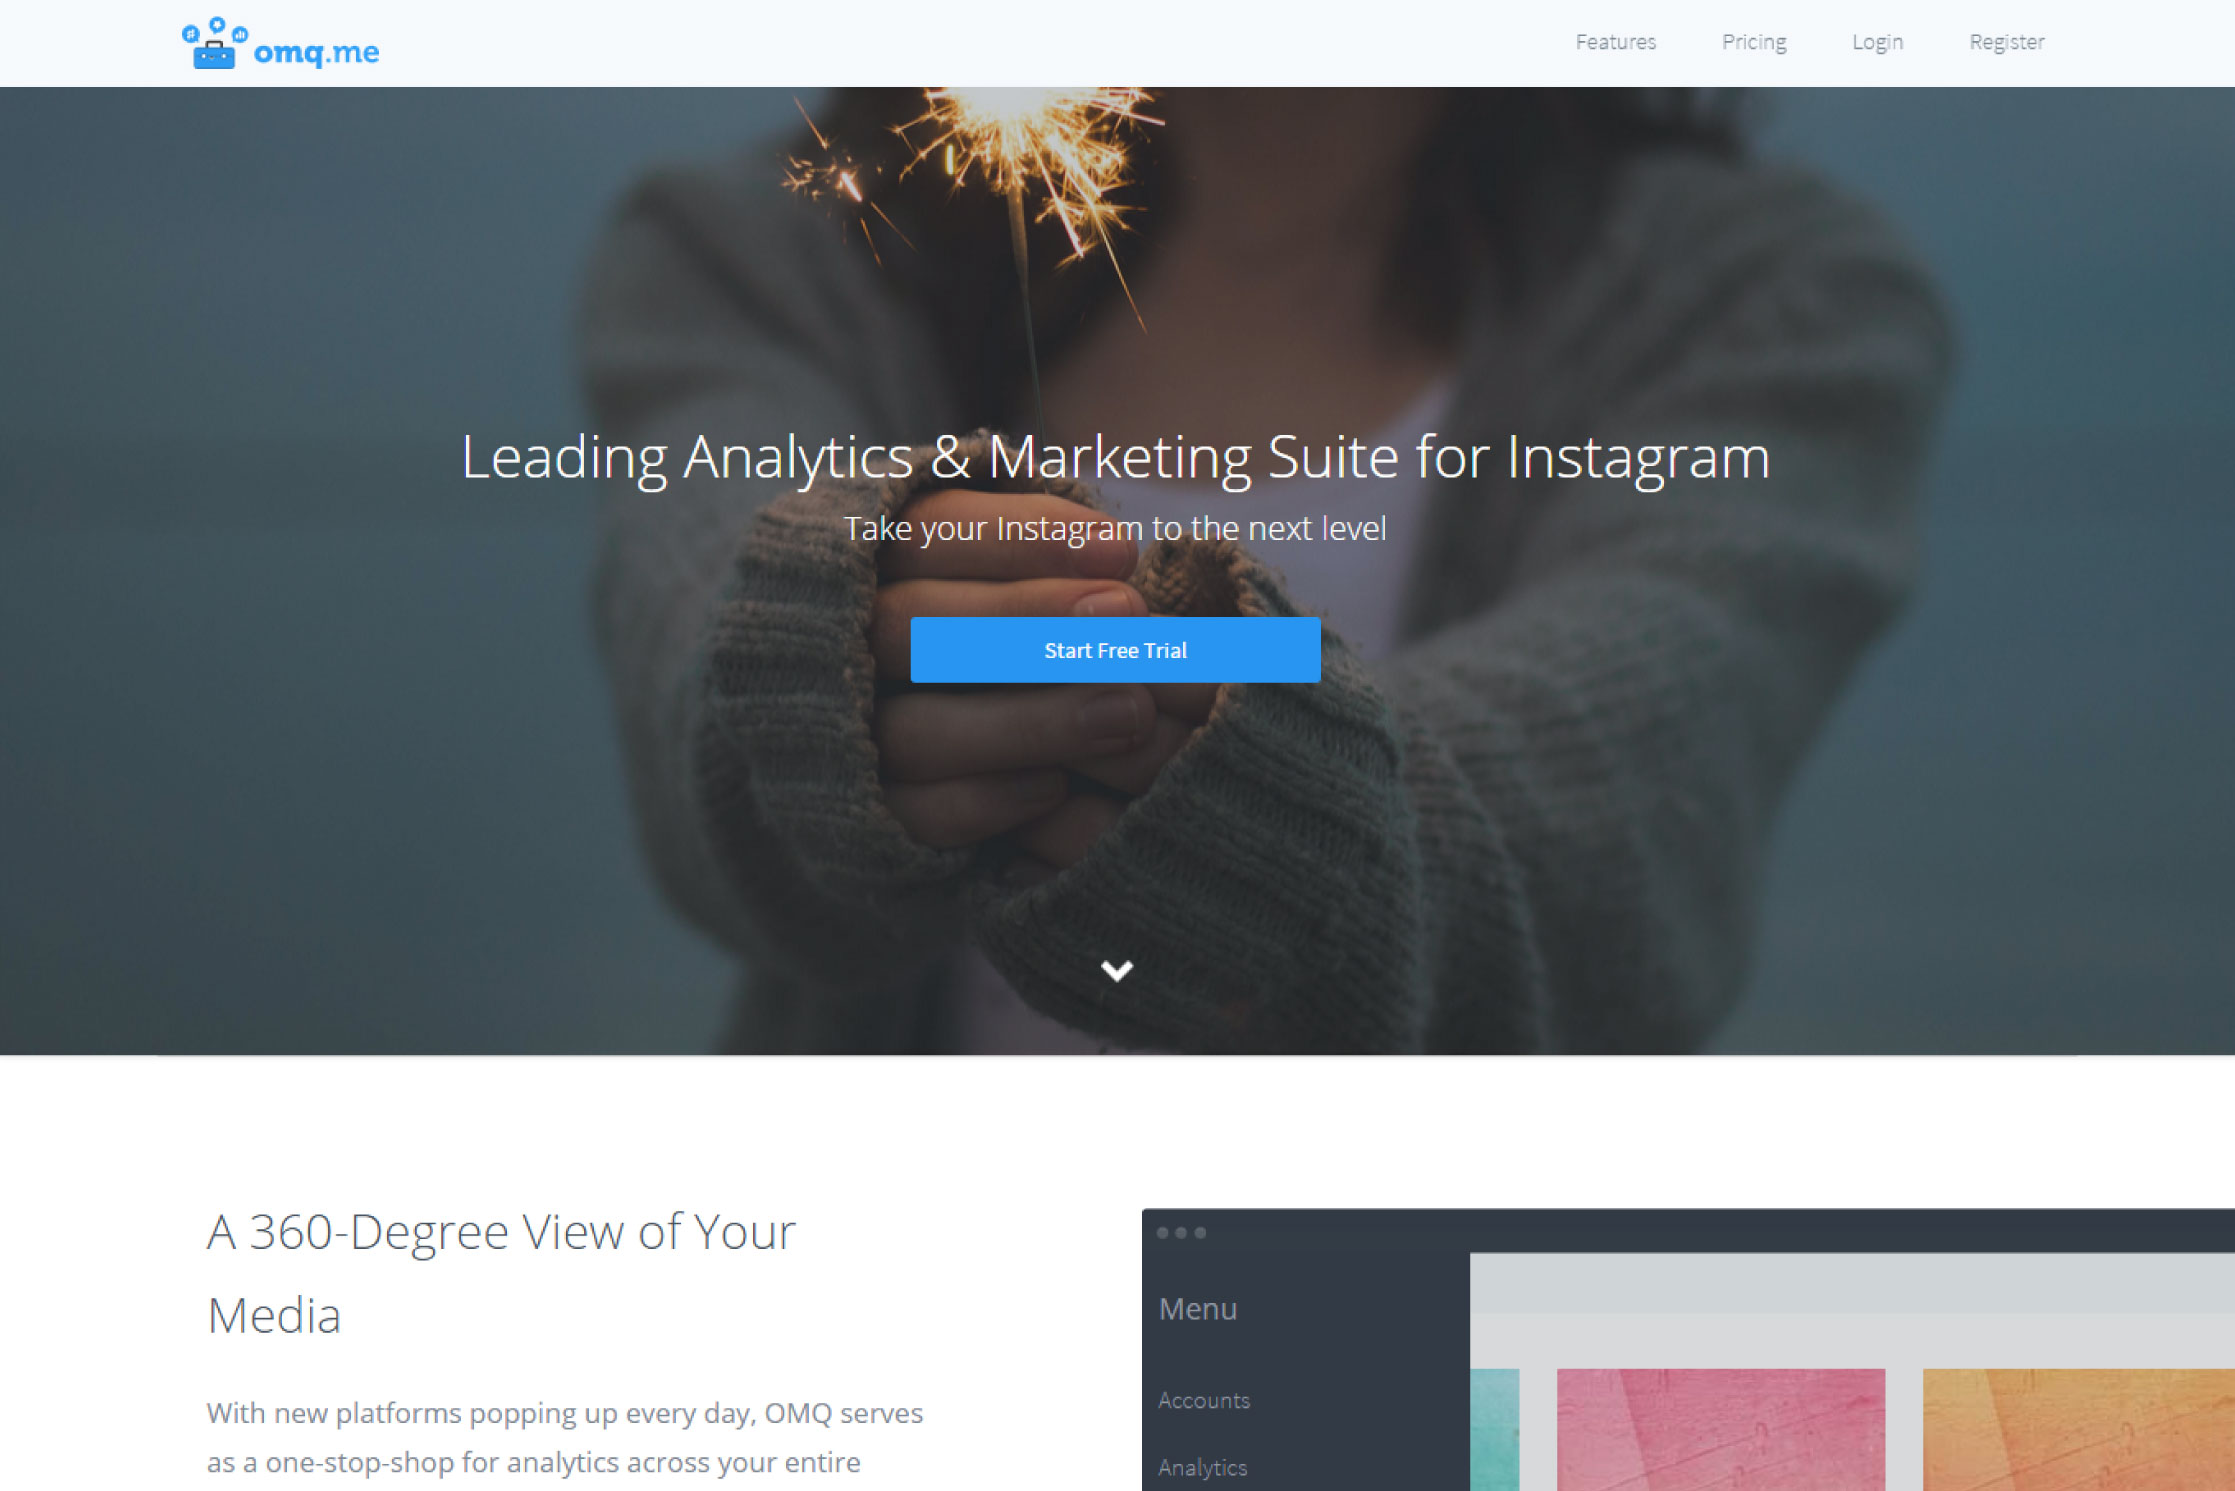 omq.me
Features
Pricing
Login
Register
Leading Analytics & Marketing Suite for Instagram
Take your Instagram to the next level
Start Free Trial
A 360-Degree View of Your
Media
With new platforms popping up every day, OMQ serves
as a one-stop-shop for analytics across your entire
Menu
Accounts
Analytics